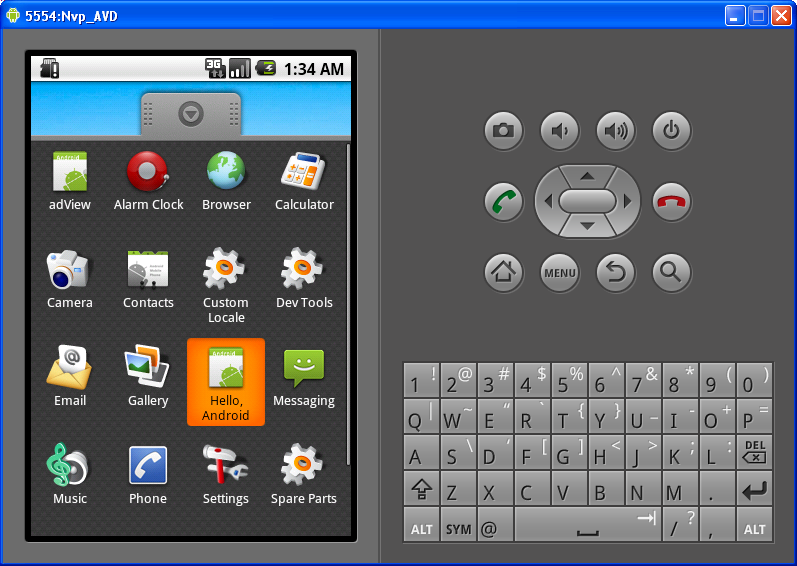 5554:Nvp_AVD
3G
1:34 AM
Android
adView
Alarm Clock
Browser
Calculator
Camera
Contacts
Custom
Locale
Dev Tools
Email
Gallery
Android
Hello,
Android
Messaging
Music
Phone
Settings
Spare Parts
MENU
1 ! 2 @ 3 # 4 $ 5 % 6 ^ 7 & 8 * 9 ( 0 )
Q | W ~ E “ R ` T { Y } U _ I - O + P =
A S \ D ‘ F [ G ] H < J > K ; L : DEL
Z X C V B N M .
ALT SYM @ / ? , ALT